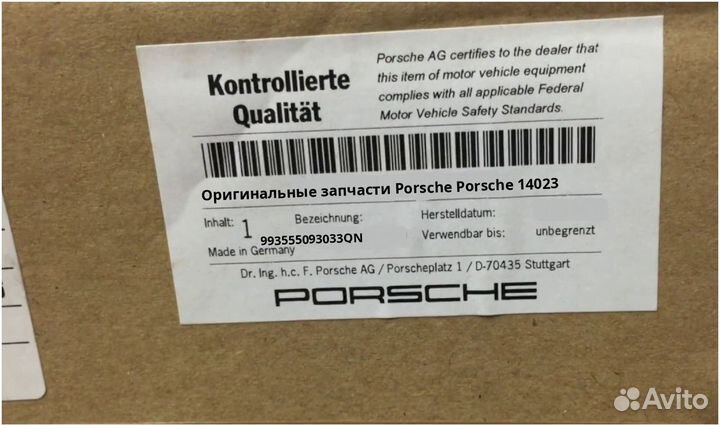 Kontrollierte
Qualität
Porsche AG certifies to the dealer that
this item of motor vehicle equipment
complies with all applicable Federal
Motor Vehicle Safety Standards.
Оригинальные запчасти Porsche Porsche 14023
Inhalt: 1
Bezeichnung:
993555093033QN
Made in Germany
Herstelldatum:
Verwendbar bis: unbegrenzt
Dr. Ing. h.c. F. Porsche AG / Porscheplatz 1 / D-70435 Stuttgart
PORSCHE
Avito